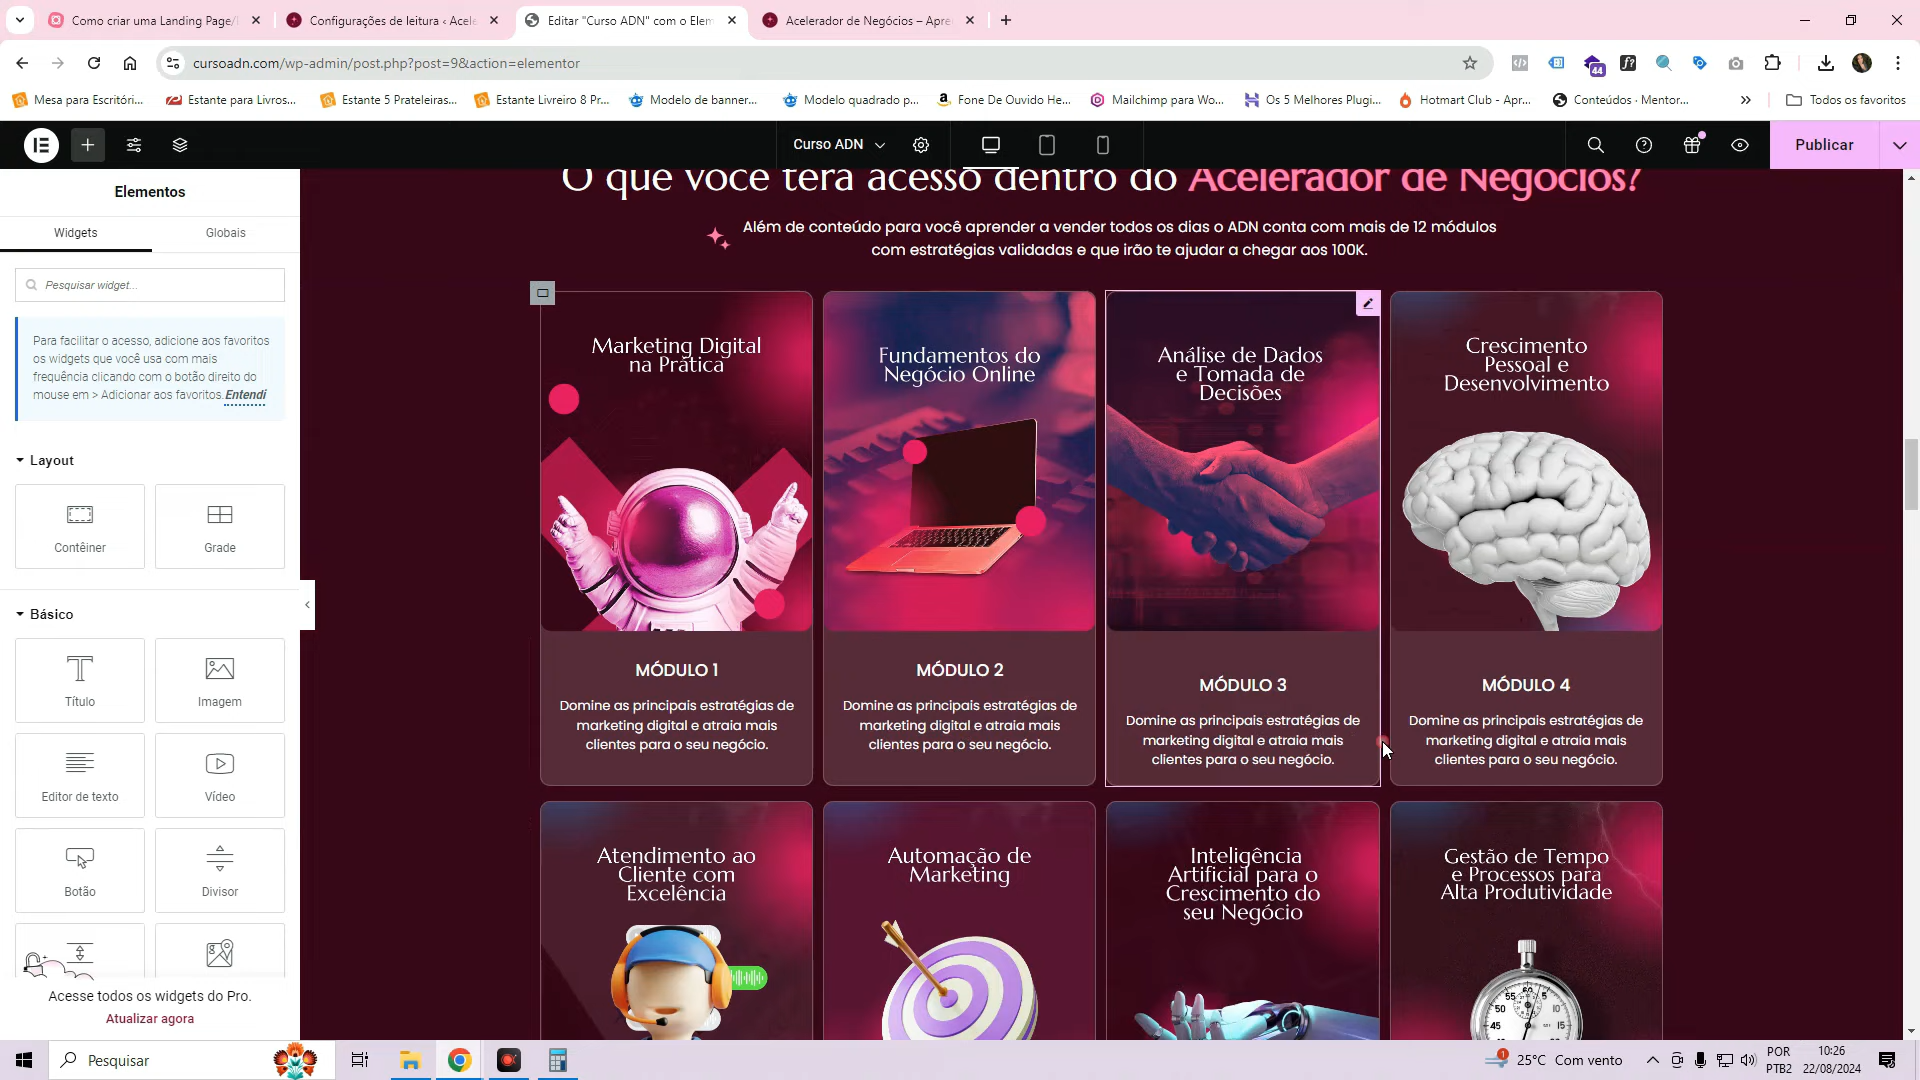 Como criar uma Landing Page/
Configurações de leitura ‹ Acele
Editar "Curso ADN" com o Elem
Acelerador de Negócios – Apre
cursoadn.com/wp-admin/post.php?post=9&action=elementor
44
Mesa para Escritóri...
Estante para Livros...
Estante 5 Prateleiras...
Estante Livreiro 8 Pr...
Modelo de banner...
Modelo quadrado p...
Fone De Ouvido He...
Mailchimp para Wo...
Os 5 Melhores Plugi...
Hotmart Club - Apr...
Conteúdos · Mentor...
Todos os favoritos
Curso ADN
Publicar
Elementos
Widgets
Globais
Pesquisar widget...
Para facilitar o acesso, adicione aos favoritos
os widgets que você usa com mais
frequência clicando com o botão direito do
mouse em > Adicionar aos favoritos. Entendi
Layout
Contêiner
Grade
Básico
Título
Imagem
Editor de texto
Vídeo
Botão
Divisor
Acesse todos os widgets do Pro.
Atualizar agora
O que você terá acesso dentro do Acelerador de Negócios?
Além de conteúdo para você aprender a vender todos os dias o ADN conta com mais de 12 módulos
com estratégias validadas e que irão te ajudar a chegar aos 100K.
Marketing Digital
na Prática
MÓDULO 1
Domine as principais estratégias de
marketing digital e atraia mais
clientes para o seu negócio.
Fundamentos do
Negócio Online
MÓDULO 2
Domine as principais estratégias de
marketing digital e atraia mais
clientes para o seu negócio.
Análise de Dados
e Tomada de
Decisões
MÓDULO 3
Domine as principais estratégias de
marketing digital e atraia mais
clientes para o seu negócio.
Crescimento
Pessoal e
Desenvolvimento
MÓDULO 4
Domine as principais estratégias de
marketing digital e atraia mais
clientes para o seu negócio.
Atendimento ao
Cliente com
Excelência
Automação de
Marketing
Inteligência
Artificial para o
Crescimento do
seu Negócio
Gestão de Tempo
e Processos para
Alta Produtividade
55 60 5
50 10
45 15
Pesquisar
1
25°C Com vento
POR
PTB2
10:26
22/08/2024